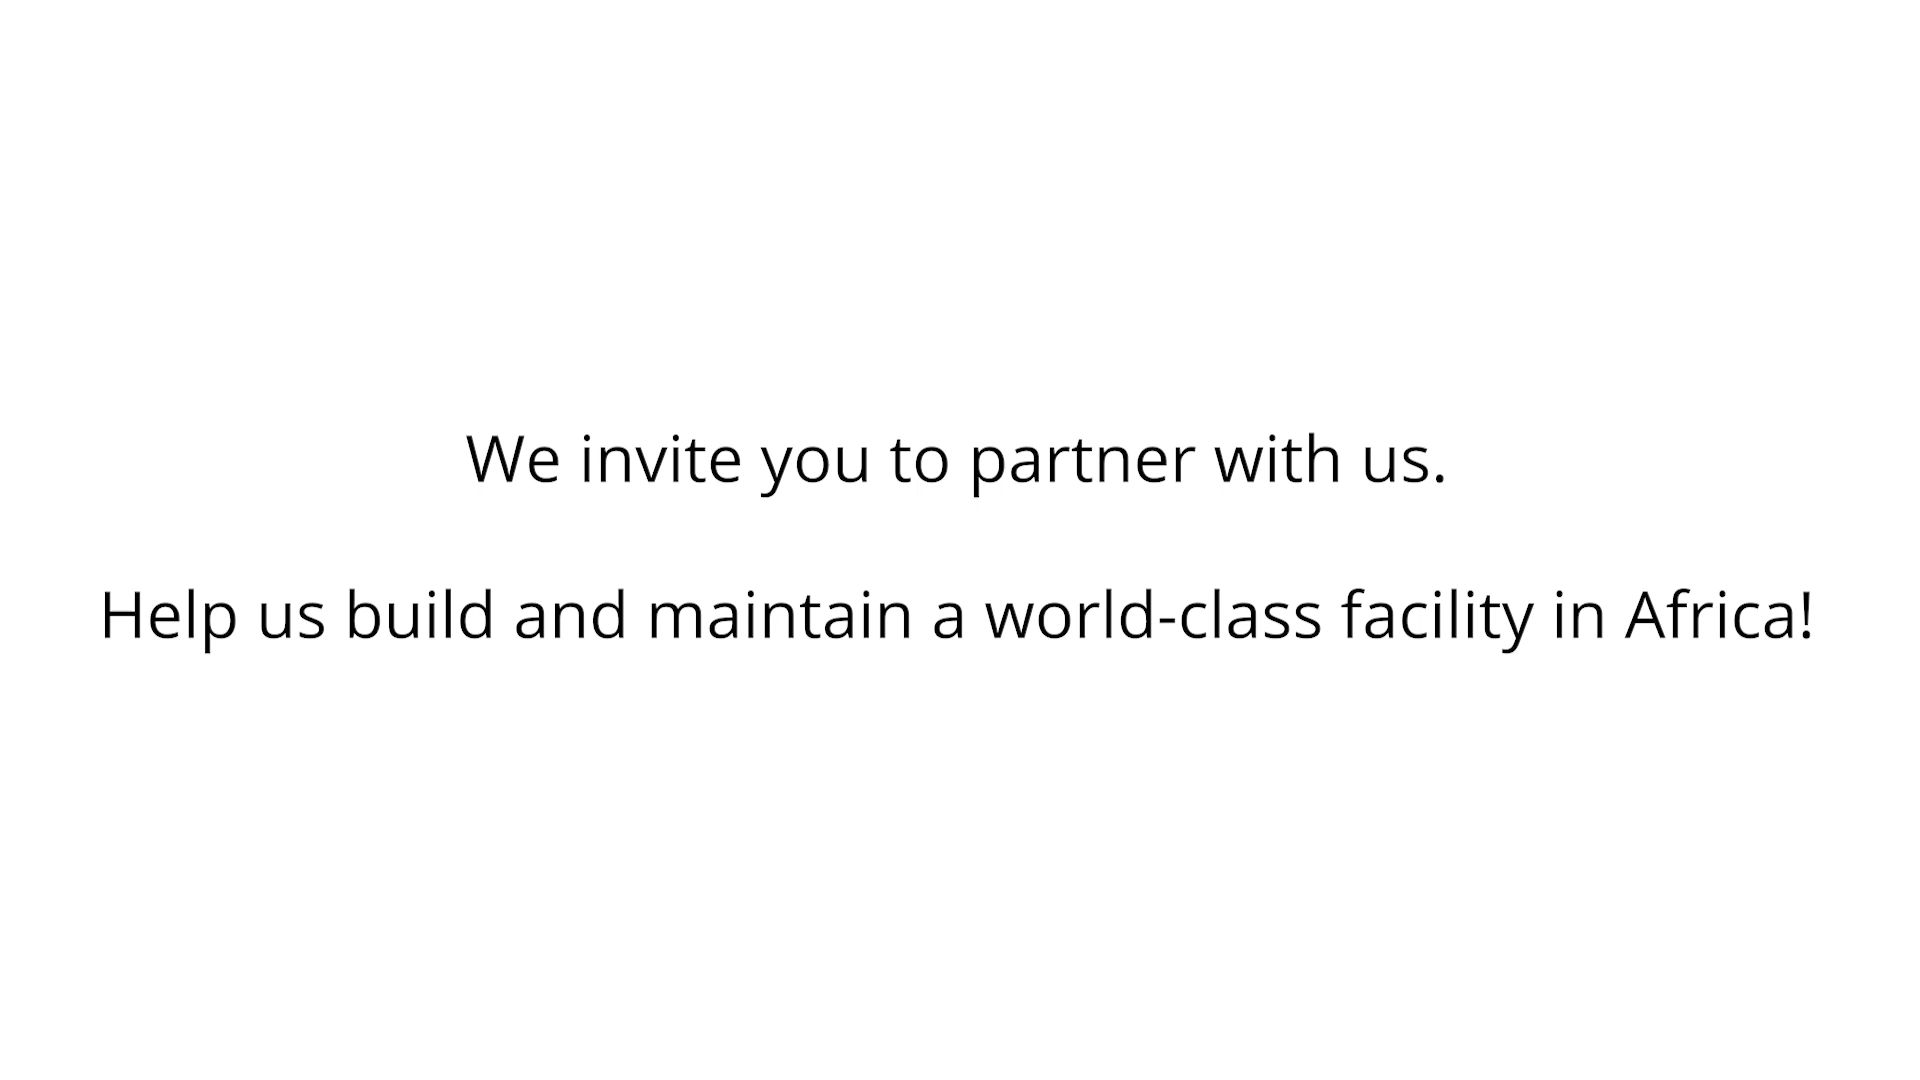 We invite you to partner with us.
Help us build and maintain a world-class facility in Africa!